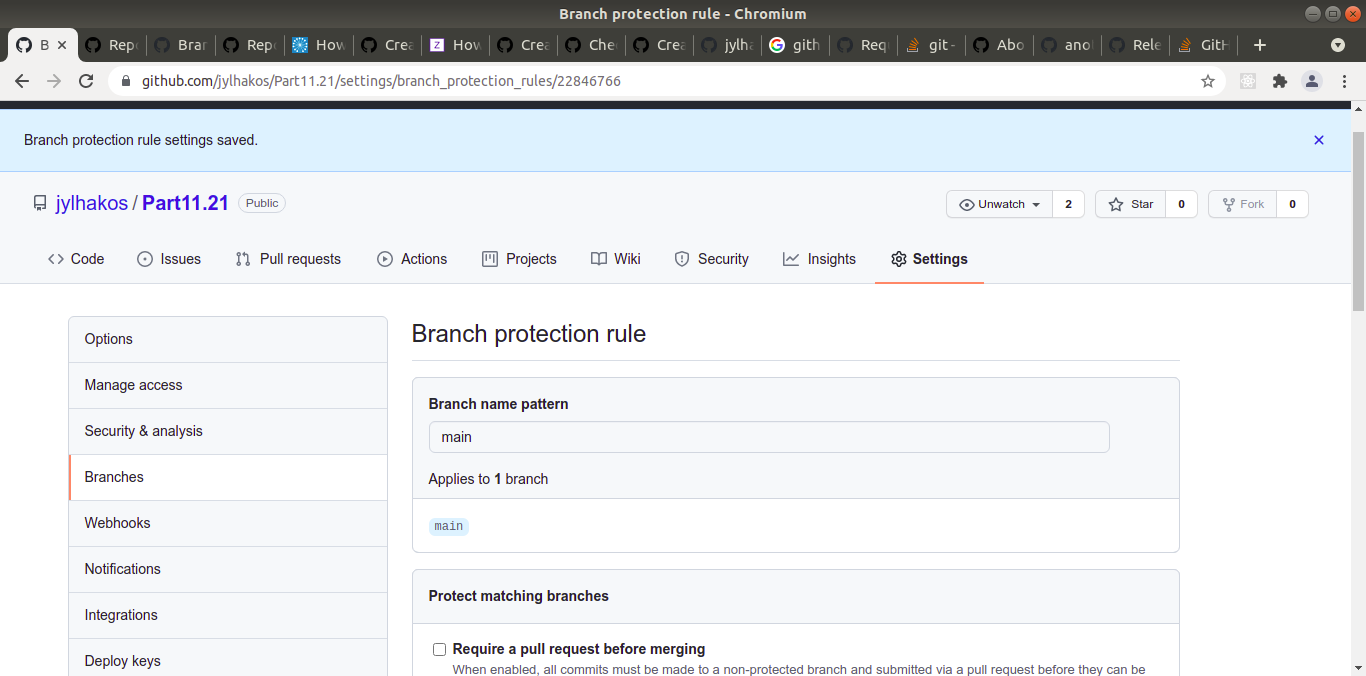 Branch protection rule - Chromium
B
Repo
Bran
Repo
How
Crea
How
Crea
Che
Crea
jylha
gith
Req
git -
Abo
ano
Rele
GitH
github.com/jylhakos/Part11.21/settings/branch_protection_rules/22846766
Branch protection rule settings saved.
jylhakos / Part11.21 Public
Unwatch 2 Star 0 Fork 0
Code Issues Pull requests Actions Projects Wiki Security Insights Settings
Options
Manage access
Security & analysis
Branches
Webhooks
Notifications
Integrations
Deploy keys
Branch protection rule
Branch name pattern
main
Applies to 1 branch
main
Protect matching branches
Require a pull request before merging
When enabled, all commits must be made to a non-protected branch and submitted via a pull request before they can be